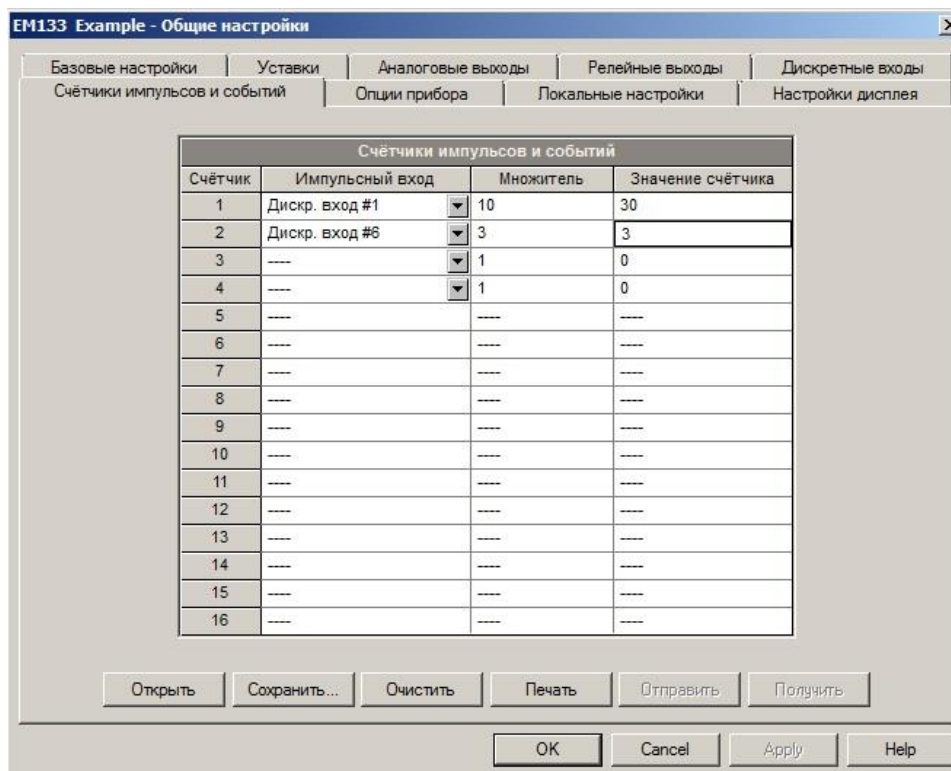 EM133 Example - Общие настройки
Базовые настройки Уставки Аналоговые выходы Релейные выходы Дискретные входы
Счётчики импульсов и событий Опции прибора Локальные настройки Настройки дисплея
Счётчики импульсов и событий
Счётчик Импульсный вход Множитель Значение счётчика
1 Дискр. вход #1 10 30
2 Дискр. вход #6 3 3
3 ---- 1 0
4 ---- 1 0
5 ---- ---- ----
6 ---- ---- ----
7 ---- ---- ----
8 ---- ---- ----
9 ---- ---- ----
10 ---- ---- ----
11 ---- ---- ----
12 ---- ---- ----
13 ---- ---- ----
14 ---- ---- ----
15 ---- ---- ----
16 ---- ---- ----
Открыть Сохранить... Очистить Печать Отправить Получить
OK Cancel Apply Help